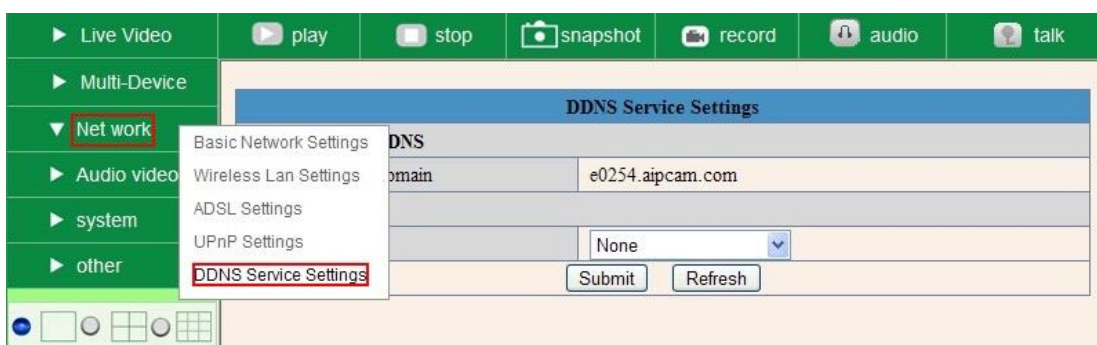 Live Video
play
stop
snapshot
record
audio
talk
Multi-Device
Net work
Audio video
system
other
Basic Network Settings
Wireless Lan Settings
ADSL Settings
UPnP Settings
DDNS Service Settings
DDNS Service Settings
DNS
omain
e0254.aipcam.com
None
Submit
Refresh